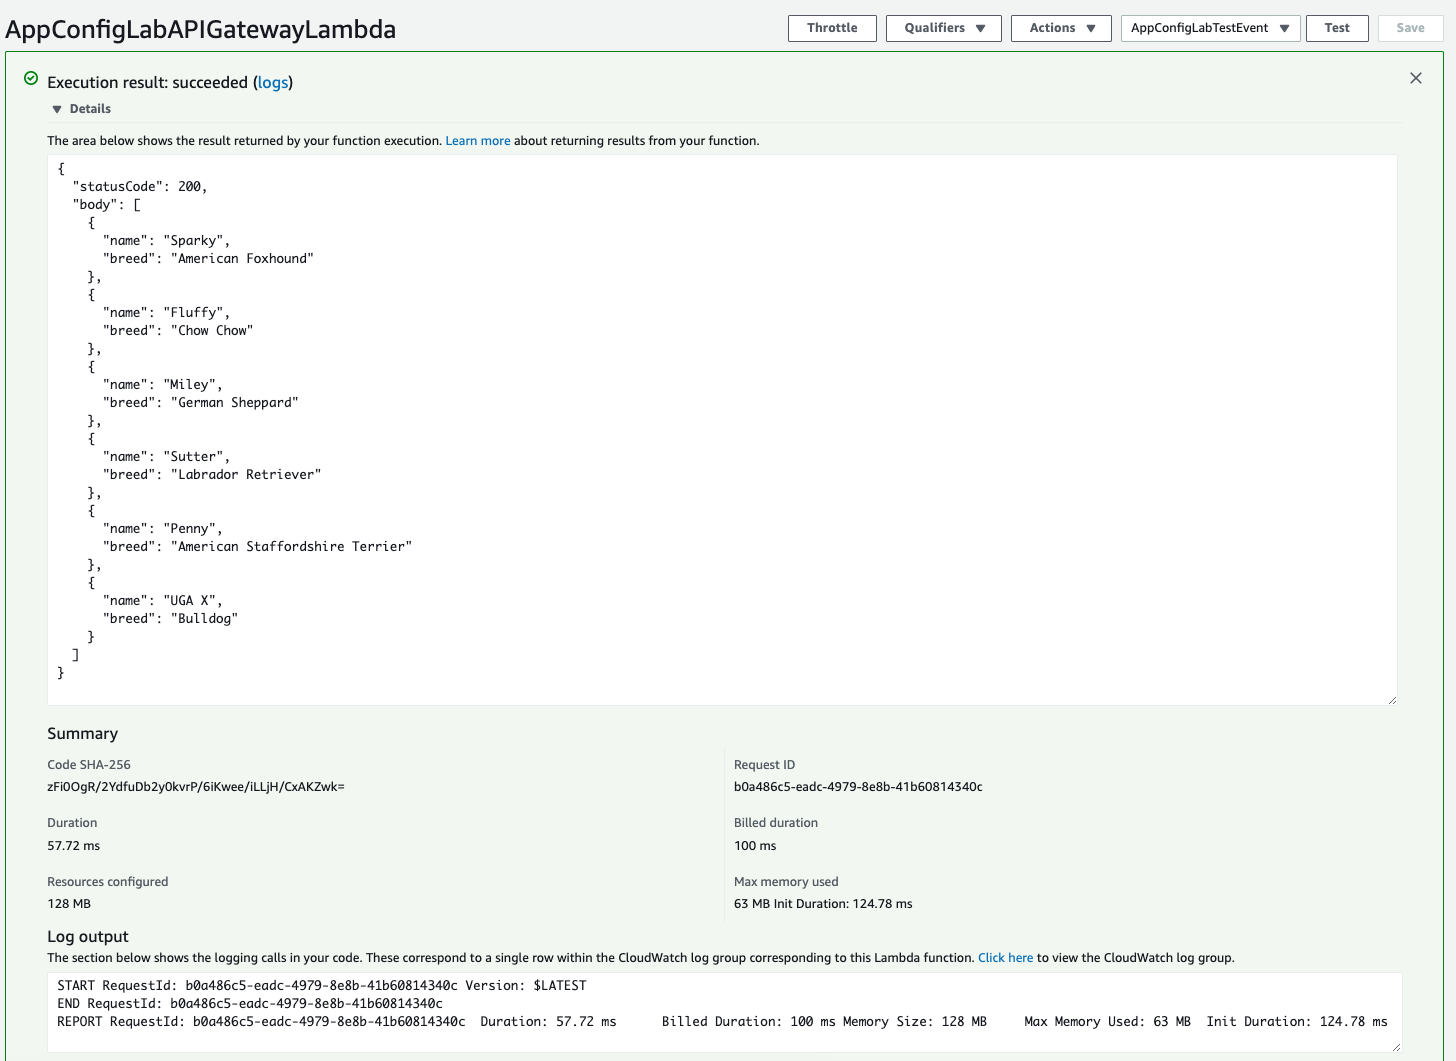 AppConfigLabAPIGatewayLambda
Throttle Qualifiers Actions AppConfigLabTestEvent Test Save
Execution result: succeeded (logs)
Details
The area below shows the result returned by your function execution. Learn more about returning results from your function.
{
"statusCode": 200,
"body": [
{
"name": "Sparky",
"breed": "American Foxhound"
},
{
"name": "Fluffy",
"breed": "Chow Chow"
},
{
"name": "Miley",
"breed": "German Sheppard"
},
{
"name": "Sutter",
"breed": "Labrador Retriever"
},
{
"name": "Penny",
"breed": "American Staffordshire Terrier"
},
{
"name": "UGA X",
"breed": "Bulldog"
}
]
}
Summary
Code SHA-256
zFi0OgR/2YdfuDb2y0kvrP/6iKwee/iLLjH/CxAKZwk=
Request ID
b0a486c5-eadc-4979-8e8b-41b60814340c
Duration
57.72 ms
Billed duration
100 ms
Resources configured
128 MB
Max memory used
63 MB Init Duration: 124.78 ms
Log output
The section below shows the logging calls in your code. These correspond to a single row within the CloudWatch log group corresponding to this Lambda function. Click here to view the CloudWatch log group.
START RequestId: b0a486c5-eadc-4979-8e8b-41b60814340c Version: $LATEST
END RequestId: b0a486c5-eadc-4979-8e8b-41b60814340c
REPORT RequestId: b0a486c5-eadc-4979-8e8b-41b60814340c Duration: 57.72 ms Billed Duration: 100 ms Memory Size: 128 MB Max Memory Used: 63 MB Init Duration: 124.78 ms